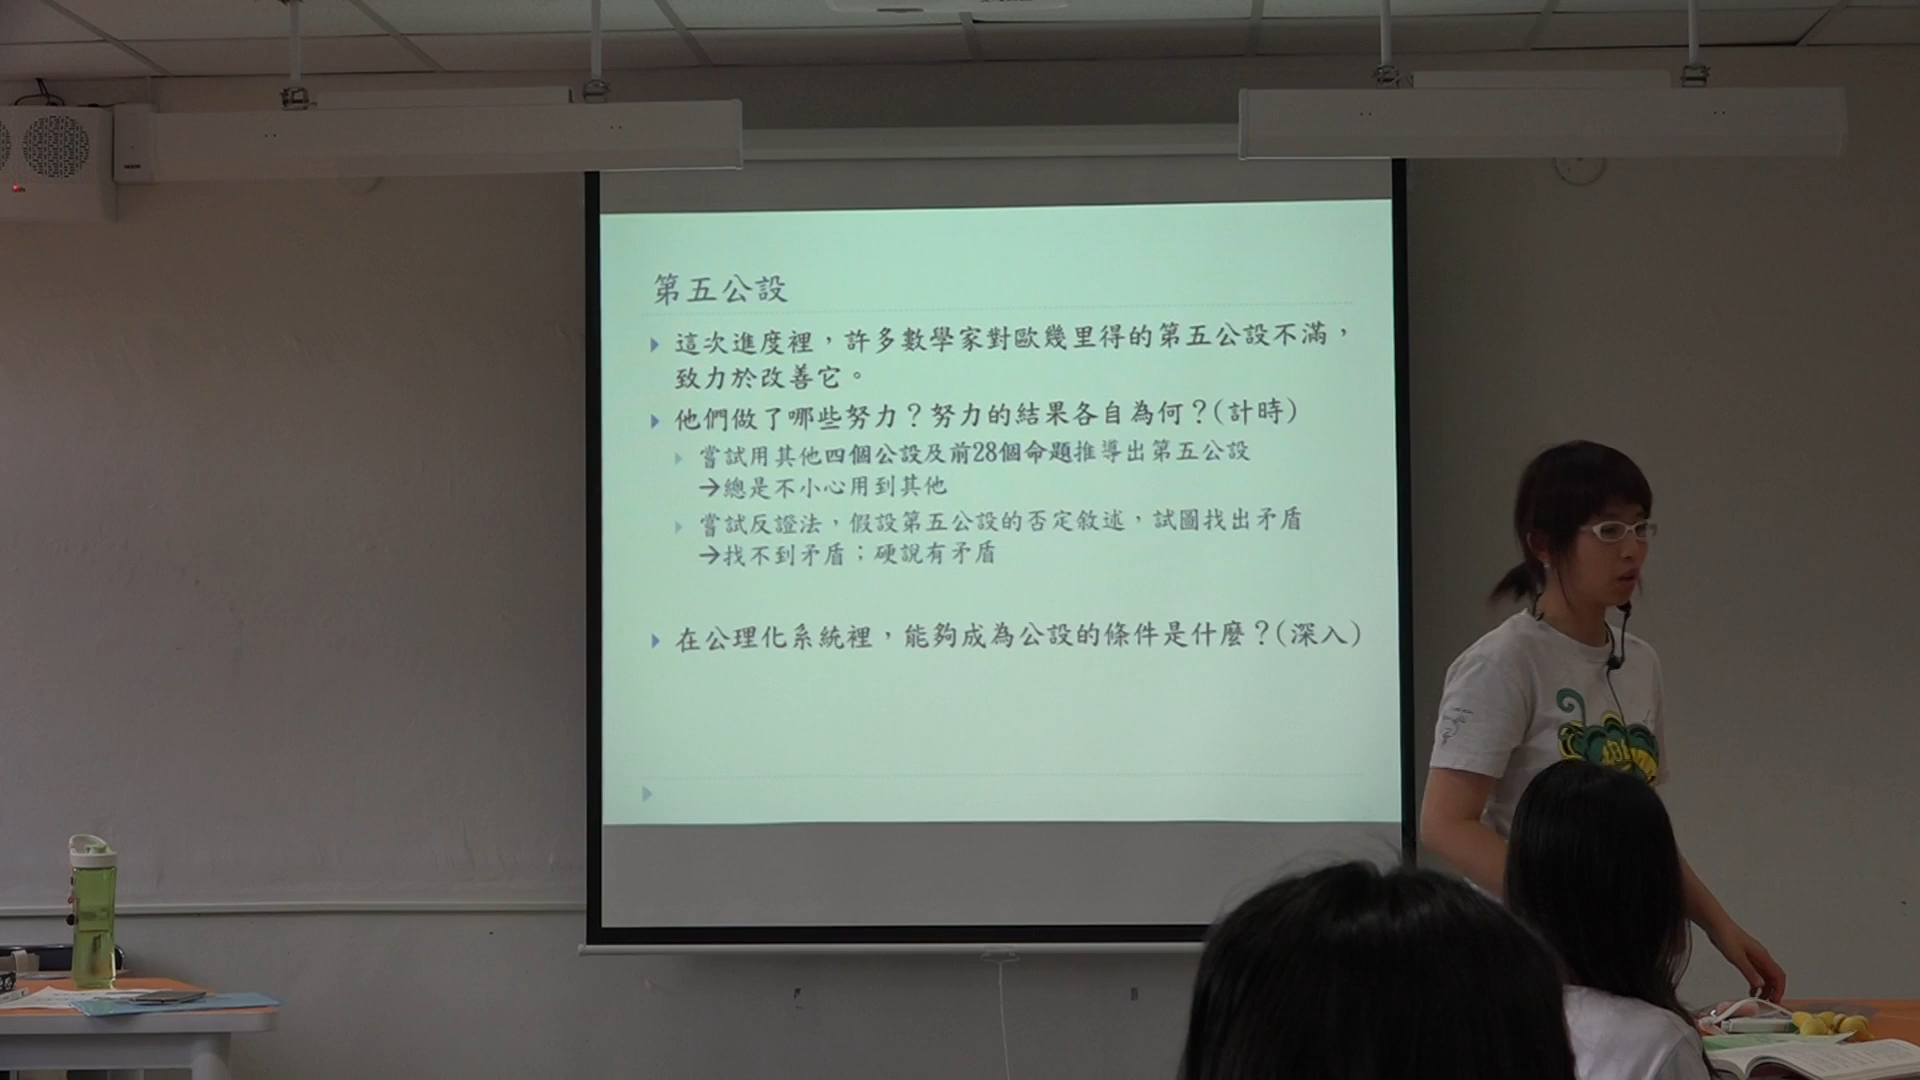 第五公設
這次進度裡，許多數學家對歐幾里得的第五公設不滿，
致力於改善它。
他們做了哪些努力？努力的結果各自為何？(計時)
嘗試用其他四個公設及前28個命題推導出第五公設
→總是不小心用到其他
嘗試反證法，假設第五公設的否定敘述，試圖找出矛盾
→找不到矛盾；硬說有矛盾
在公理化系統裡，能夠成為公設的條件是什麼？(深入)